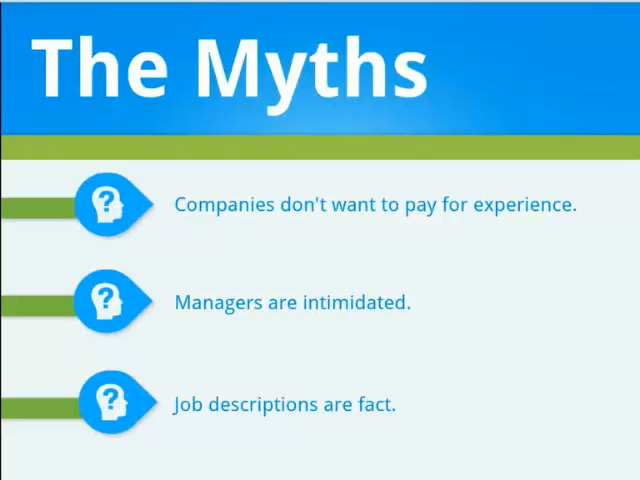 The Myths
Companies don't want to pay for experience.
Managers are intimidated.
Job descriptions are fact.